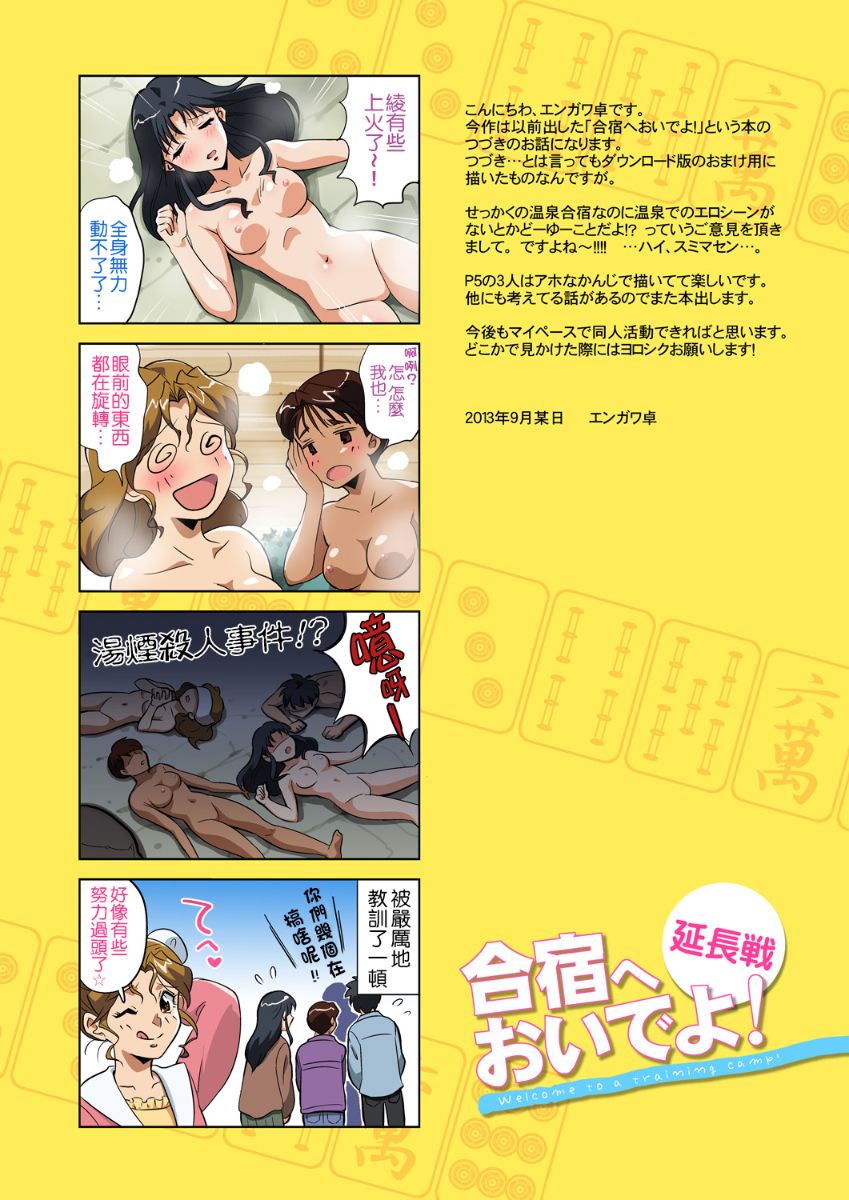 綾有些
上火了～！
全身無力
動不了了…
啊咧？
怎怎麼
我也…
眼前的東西
都在旋轉…
湯煙殺人事件！？
噫呀ー
被嚴厲地
教訓了一頓
你們幾個在
搞啥呢！！
てへ♥
好像有些
努力過頭了☆
こんにちわ、エンガワ卓です。
今作は以前出した「合宿へおいでよ！」という本の
つづきのお話になります。
つづき…とは言ってもダウンロード版のおまけ用に
描いたものなんですが。
せっかくの温泉合宿なのに温泉でのエロシーンが
ないとかどーゆーことだよ!? っていうご意見を頂き
まして。 ですよね～!!!! …ハイ、スミマセン…。
P5の3人はアホなかんじで描いてて楽しいです。
他にも考えてる話があるのでまた本出します。
今後もマイペースで同人活動できればと思います。
どこかで見かけた際にはヨロシクお願いします!
2013年9月某日 エンガワ卓
六萬
六萬
萬
延長戦
合宿へ
おいでよ！
Welcome to a training camp!